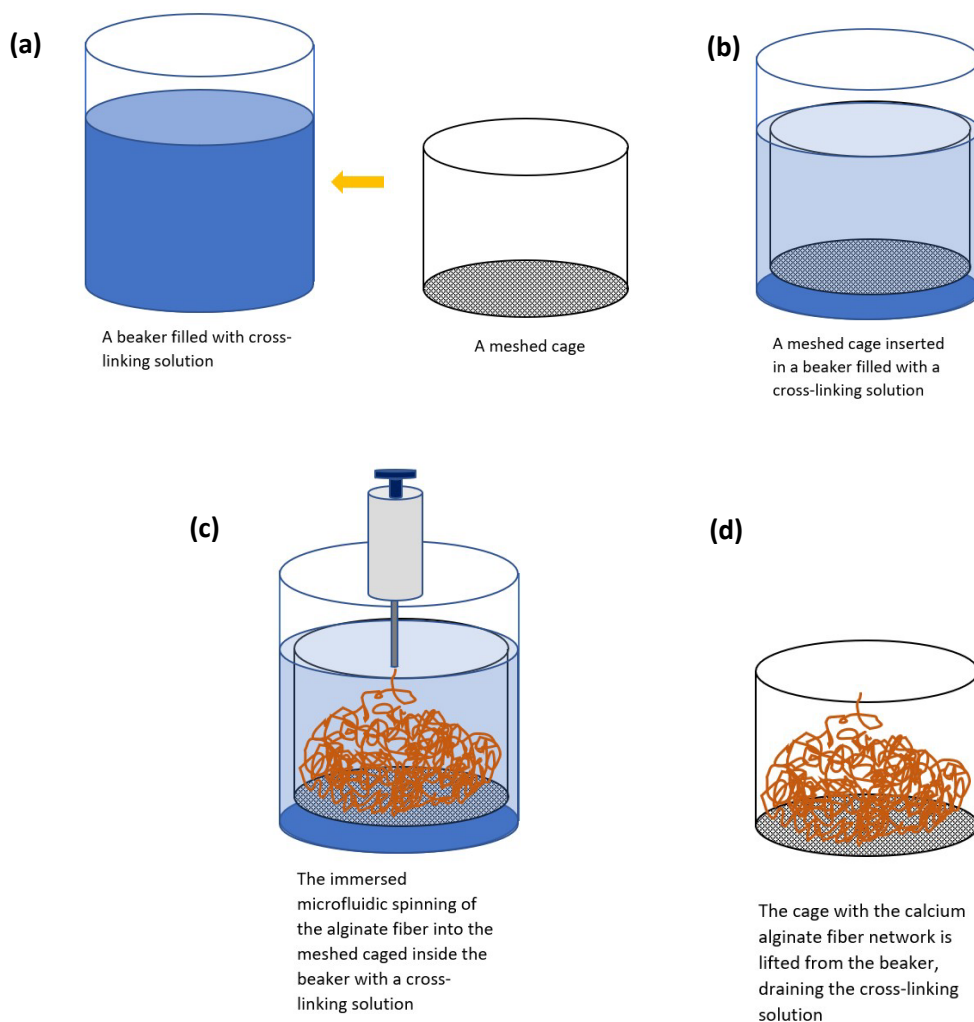 (a)
A beaker filled with cross-
linking solution
A meshed cage
(b)
A meshed cage inserted
in a beaker filled with a
cross-linking solution
(c)
The immersed
microfluidic spinning of
the alginate fiber into the
meshed caged inside the
beaker with a cross-
linking solution
(d)
The cage with the calcium
alginate fiber network is
lifted from the beaker,
draining the cross-linking
solution